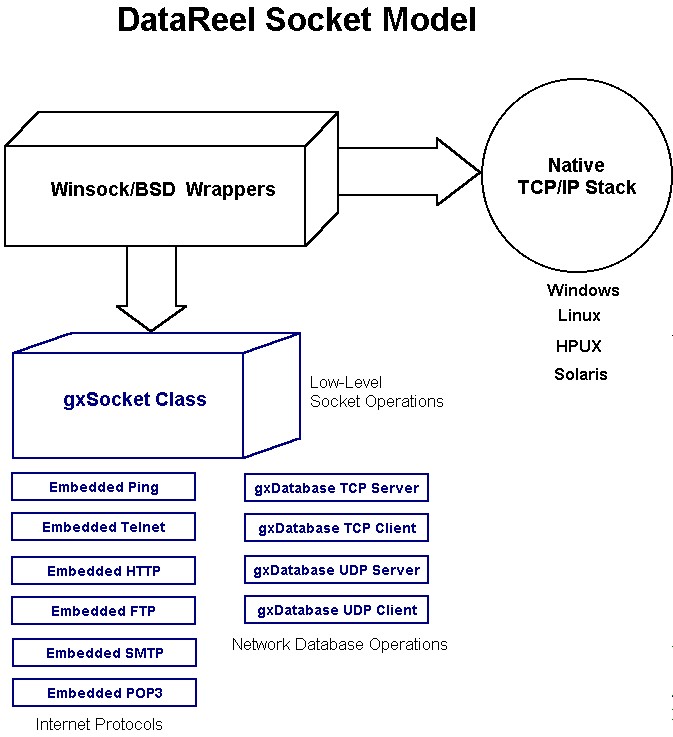 DataReel Socket Model
Winsock/BSD Wrappers
Native
TCP/IP Stack
Windows
Linux
HPUX
Solaris
gxSocket Class
Low-Level
Socket Operations
Embedded Ping
Embedded Telnet
Embedded HTTP
Embedded FTP
Embedded SMTP
Embedded POP3
Internet Protocols
gxDatabase TCP Server
gxDatabase TCP Client
gxDatabase UDP Server
gxDatabase UDP Client
Network Database Operations